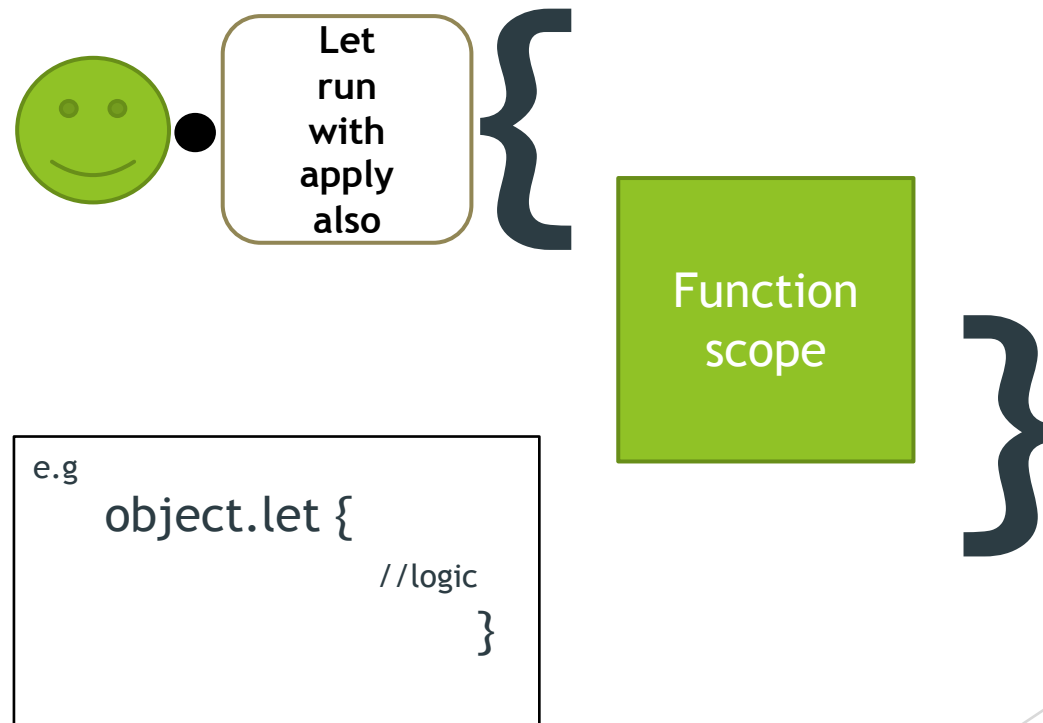 Let
run
with
apply
also
{
Function
scope
}
e.g
object.let {
//logic
}